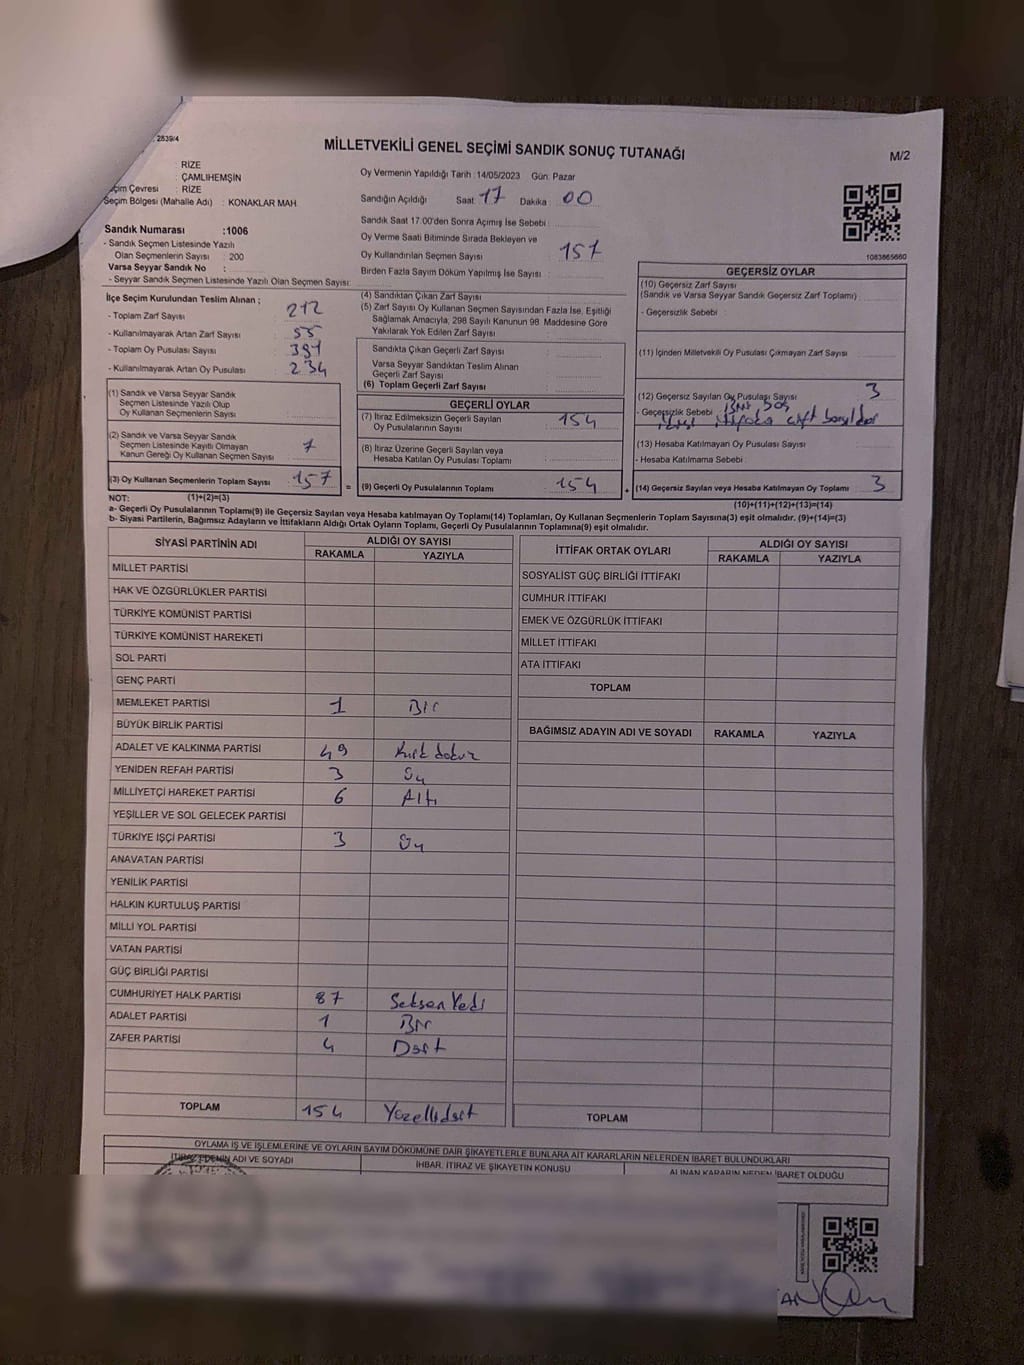 2839/4
MİLLETVEKİLİ GENEL SEÇİMİ SANDIK SONUÇ TUTANAĞI
M/2
: RİZE
: ÇAMLIHEMŞİN
Seçim Çevresi : RİZE
Seçim Bölgesi (Mahalle Adı) : KONAKLAR MAH
Sandık Numarası :1006
- Sandık Seçmen Listesinde Yazılı
Olan Seçmenlerin Sayısı : 200
Varsa Seyyar Sandık No :
- Seyyar Sandık Seçmen Listesinde Yazılı Olan Seçmen Sayısı:
Oy Vermenin Yapıldığı Tarih :14/05/2023 Gün: Pazar
Sandığın Açıldığı Saat: 17 Dakika 00
Sandık Saat 17.00'den Sonra Açımış İse Sebebi :
Oy Verme Saati Bitiminde Sırada Bekleyen ve
Oy Kullandırılan Seçmen Sayısı : 157
Birden Fazla Sayım Döküm Yapılmış İse Sayısı :
1083865660
İlçe Seçim Kurulundan Teslim Alınan ;
- Toplam Zarf Sayısı : 212
- Kullanılmayarak Artan Zarf Sayısı : 55
- Toplam Oy Pusulası Sayısı : 391
- Kullanılmayarak Artan Oy Pusulası : 234
(1) Sandık ve Varsa Seyyar Sandık
Seçmen Listesinde Yazılı Olup
Oy Kullanan Seçmenlerin Sayısı :
(2) Sandık ve Varsa Seyyar Sandık
Seçmen Listesinde Kayıtlı Olmayan
Kanun Gereği Oy Kullanan Seçmen Sayısı : 7
(3) Oy Kullanan Seçmenlerin Toplam Sayısı : 157
(4) Sandıktan Çıkan Zarf Sayısı :
(5) Zarf Sayısı Oy Kullanan Seçmen Sayısından Fazla İse, Eşitliği
Sağlamak Amacıyla, 298 Sayılı Kanunun 98. Maddesine Göre
Yakılarak Yok Edilen Zarf Sayısı :
Sandıkta Çıkan Geçerli Zarf Sayısı :
Varsa Seyyar Sandıktan Teslim Alınan
Geçerli Zarf Sayısı :
(6) Toplam Geçerli Zarf Sayısı :
GEÇERLİ OYLAR
(7) İtiraz Edilmeksizin Geçerli Sayılan
Oy Pusulalarının Sayısı : 154
(8) İtiraz Üzerine Geçerli Sayılan veya
Hesaba Katılan Oy Pusulası Toplamı :
= (9) Geçerli Oy Pusulalarının Toplamı : 154
GEÇERSİZ OYLAR
(10) Geçersiz Zarf Sayısı
(Sandık ve Varsa Seyyar Sandık Geçersiz Zarf Toplamı) :
- Geçersizlik Sebebi :
(11) İçinden Milletvekili Oy Pusulası Çıkmayan Zarf Sayısı :
(12) Geçersiz Sayılan Oy Pusulası Sayısı : 3
- Geçersizlik Sebebi : Biri boş
ikisi ittifaka çift basıldı
(13) Hesaba Katılmayan Oy Pusulası Sayısı :
- Hesaba Katılmama Sebebi :
+ (14) Geçersiz Sayılan veya Hesaba Katılmayan Oy Toplamı : 3
NOT: (1)+(2)=(3)
(10)+(11)+(12)+(13)=(14)
a- Geçerli Oy Pusulalarının Toplamı(9) ile Geçersiz Sayılan veya Hesaba katılmayan Oy Toplamı(14) Toplamları, Oy Kullanan Seçmenlerin Toplam Sayısına(3) eşit olmalıdır. (9)+(14)=(3)
b- Siyasi Partilerin, Bağımsız Adayların ve İttifakların Aldığı Ortak Oyların Toplamı, Geçerli Oy Pusulalarının Toplamına(9) eşit olmalıdır.
SİYASİ PARTİNİN ADI ALDIĞI OY SAYISI
RAKAMLA YAZIYLA
MİLLET PARTİSİ
HAK VE ÖZGÜRLÜKLER PARTİSİ
TÜRKİYE KOMÜNİST PARTİSİ
TÜRKİYE KOMÜNİST HAREKETİ
SOL PARTİ
GENÇ PARTİ
MEMLEKET PARTİSİ 1 Bir
BÜYÜK BİRLİK PARTİSİ
ADALET VE KALKINMA PARTİSİ 49 Kırk dokuz
YENİDEN REFAH PARTİSİ 3 Üç
MİLLİYETÇİ HAREKET PARTİSİ 6 Altı
YEŞİLLER VE SOL GELECEK PARTİSİ
TÜRKİYE İŞÇİ PARTİSİ 3 Üç
ANAVATAN PARTİSİ
YENİLİK PARTİSİ
HALKIN KURTULUŞ PARTİSİ
MİLLİ YOL PARTİSİ
VATAN PARTİSİ
GÜÇ BİRLİĞİ PARTİSİ
CUMHURİYET HALK PARTİSİ 87 Seksen Yedi
ADALET PARTİSİ 1 Bir
ZAFER PARTİSİ 4 Dört
TOPLAM 154 Yüzellidört
İTTİFAK ORTAK OYLARI ALDIĞI OY SAYISI
RAKAMLA YAZIYLA
SOSYALİST GÜÇ BİRLİĞİ İTTİFAKI
CUMHUR İTTİFAKI
EMEK VE ÖZGÜRLÜK İTTİFAKI
MİLLET İTTİFAKI
ATA İTTİFAKI
TOPLAM
BAĞIMSIZ ADAYIN ADI VE SOYADI RAKAMLA YAZIYLA
TOPLAM
OYLAMA İŞ VE İŞLEMLERİNE VE OYLARIN SAYIM DÖKÜMÜNE DAİR ŞİKAYETLERLE BUNLARA AİT KARARLARIN NELERDEN İBARET BULUNDUKLARI
İTİRAZ EDENİN ADI VE SOYADI İHBAR, İTİRAZ VE ŞİKAYETİN KONUSU ALINAN KARARIN NEDEN İBARET OLDUĞU